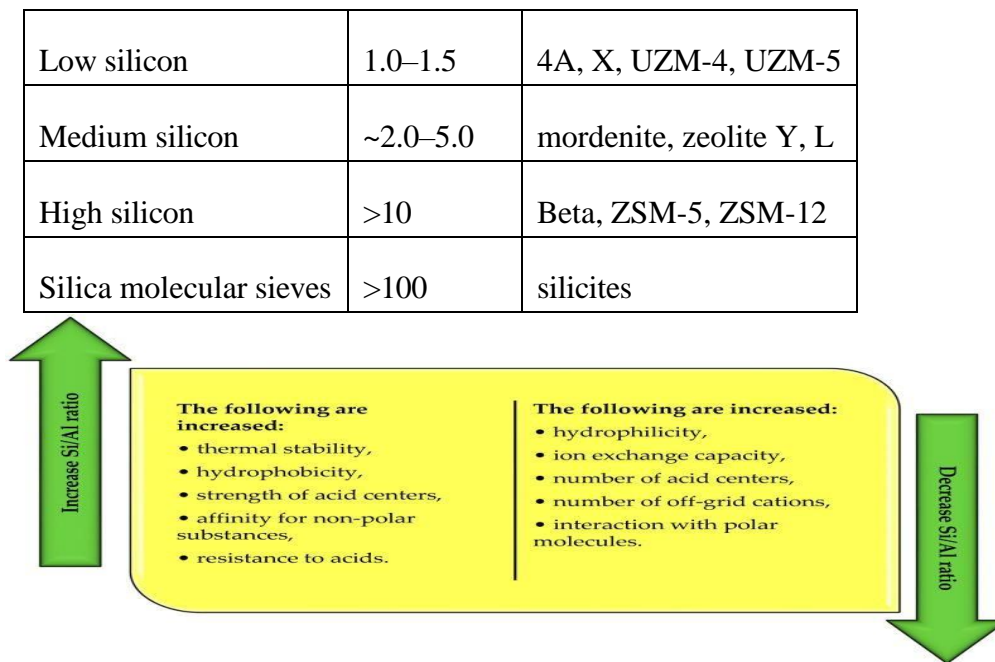 Low silicon 1.0–1.5 4A, X, UZM-4, UZM-5
Medium silicon ~2.0–5.0 mordenite, zeolite Y, L
High silicon >10 Beta, ZSM-5, ZSM-12
Silica molecular sieves >100 silicites
Increase Si/Al ratio
The following are
increased:
• thermal stability,
• hydrophobicity,
• strength of acid centers,
• affinity for non-polar
substances,
• resistance to acids.
The following are increased:
• hydrophilicity,
• ion exchange capacity,
• number of acid centers,
• number of off-grid cations,
• interaction with polar
molecules.
Decrease Si/Al ratio